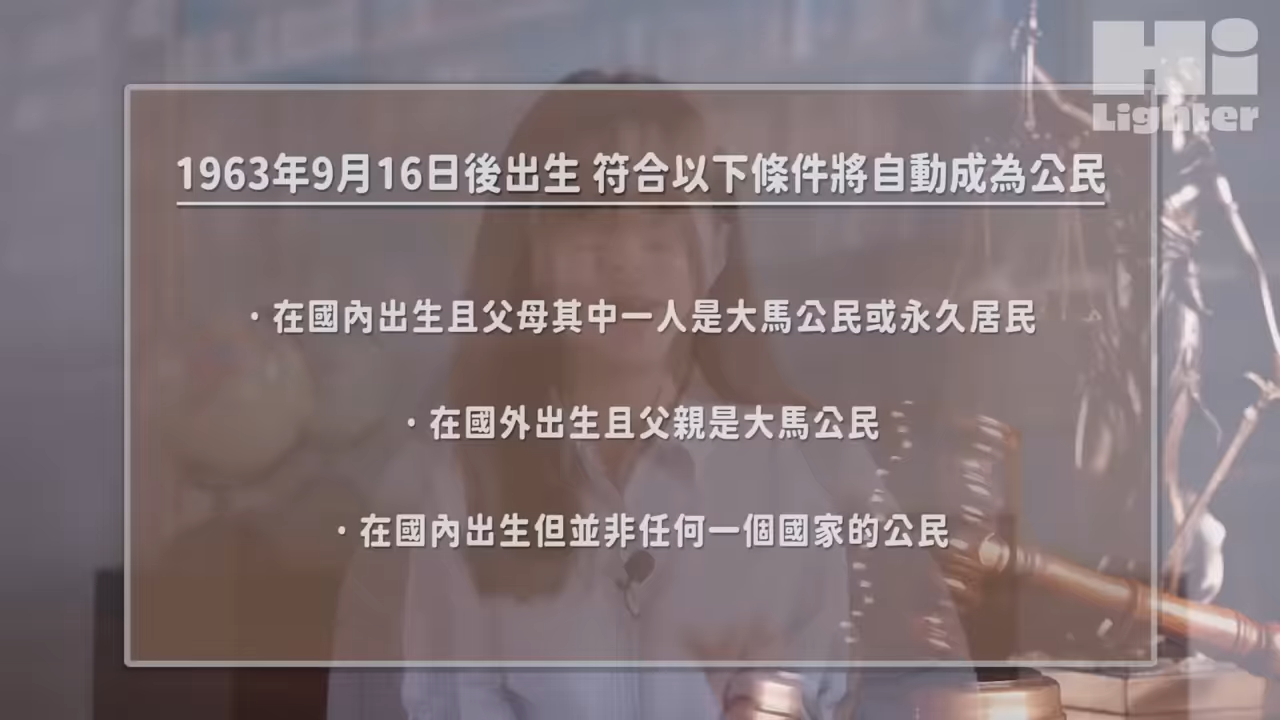 Hi
Lighter
1963年9月16日後出生 符合以下條件將自動成為公民
·在國內出生且父母其中一人是大馬公民或永久居民
·在國外出生且父親是大馬公民
·在國內出生但並非任何一個國家的公民